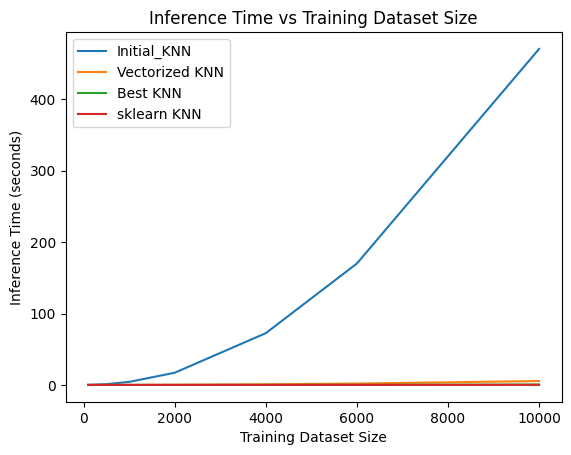 Inference Time vs Training Dataset Size
Initial_KNN
Vectorized KNN
Best KNN
sklearn KNN
Inference Time (seconds)
400
300
200
100
0
0
2000
4000
6000
8000
10000
Training Dataset Size